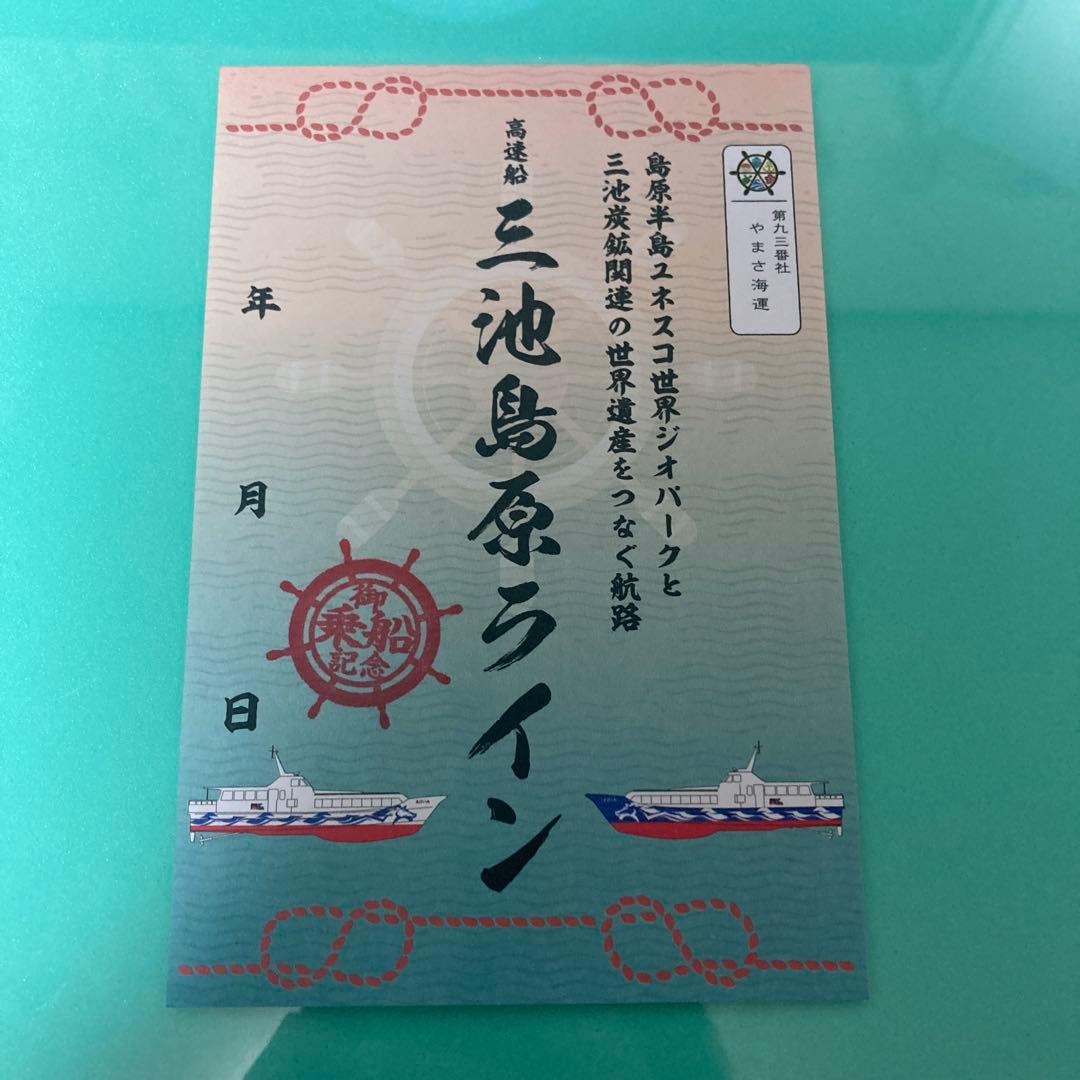 第九三番社
やまさ海運
島原半島ユネスコ世界ジオパークと
三池炭鉱関連の世界遺産をつなぐ航路
高速船
三池島原ライン
御
乗船
記念
年
月
日